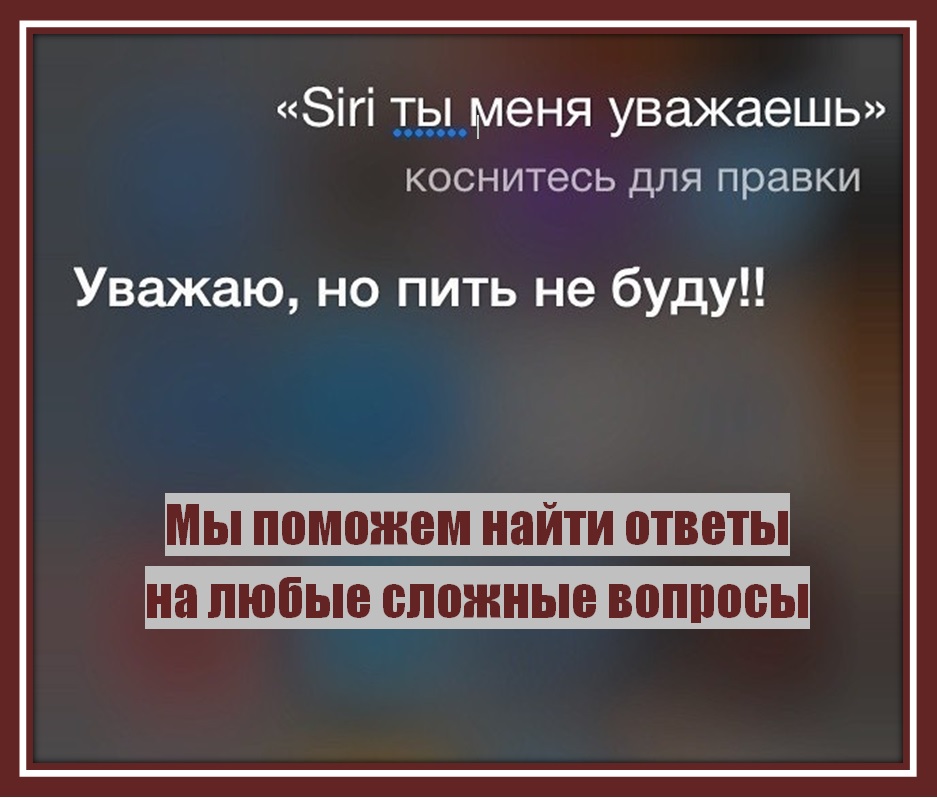 «Siri ты меня уважаешь»
коснитесь для правки
Уважаю, но пить не буду!!
Мы поможем найти ответы
на любые сложные вопросы